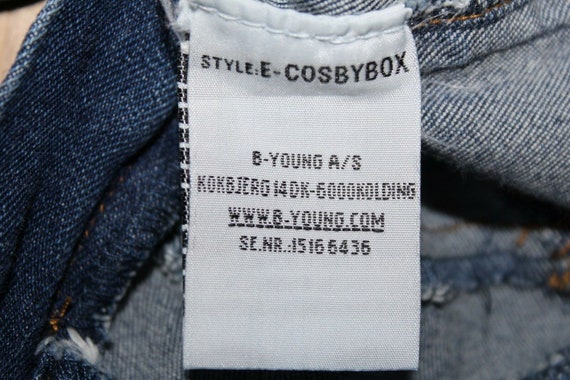 STYLE:E-COSBYBOX
B-YOUNG A/S
KOKBJERG 14 DK-6000 KOLDING
WWW.B-YOUNG.COM
SE.NR.:15166436